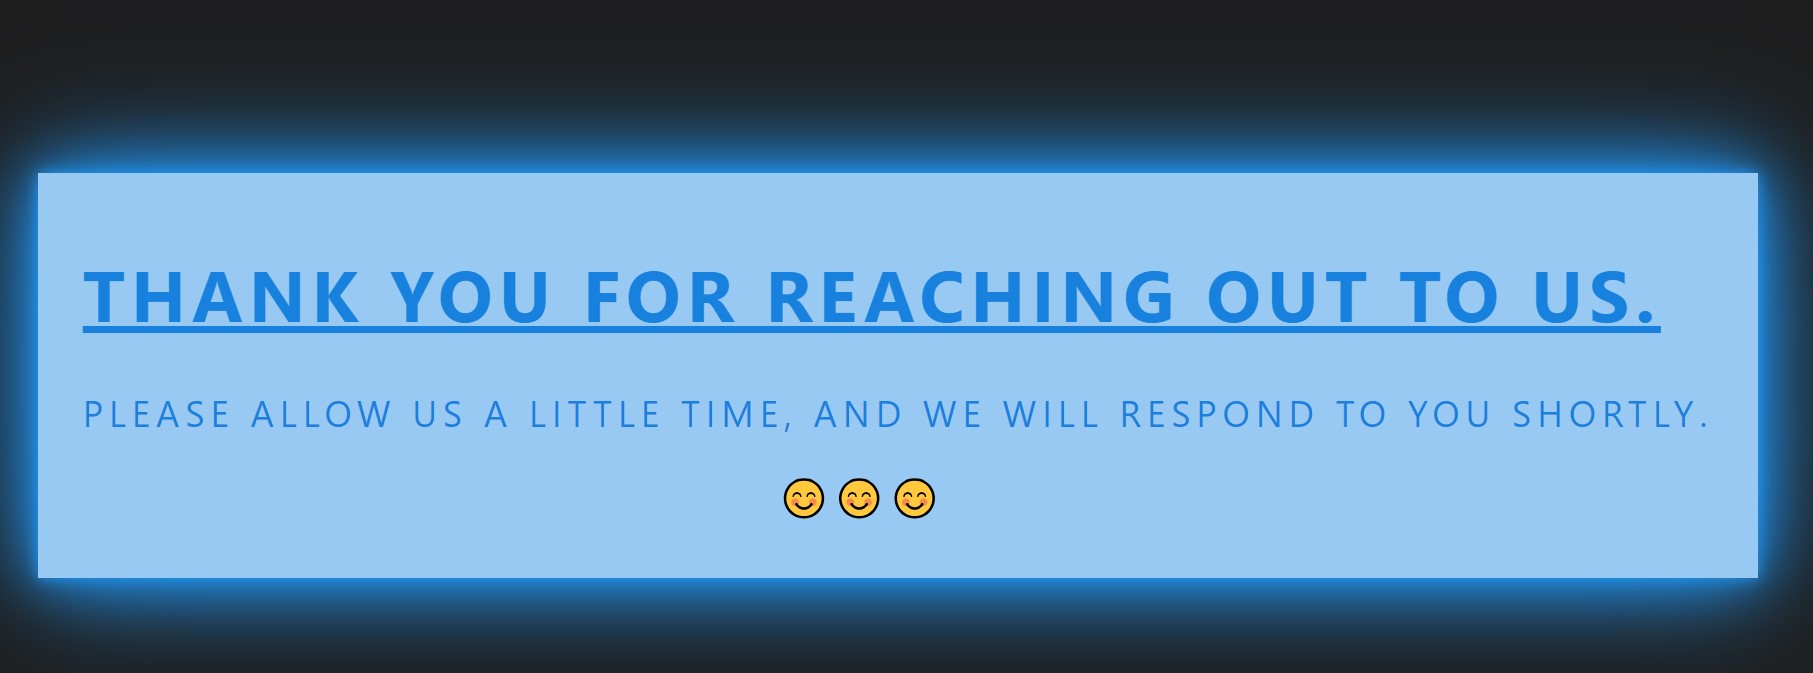 THANK YOU FOR REACHING OUT TO US.
PLEASE ALLOW US A LITTLE TIME, AND WE WILL RESPOND TO YOU SHORTLY.
😊 😊 😊